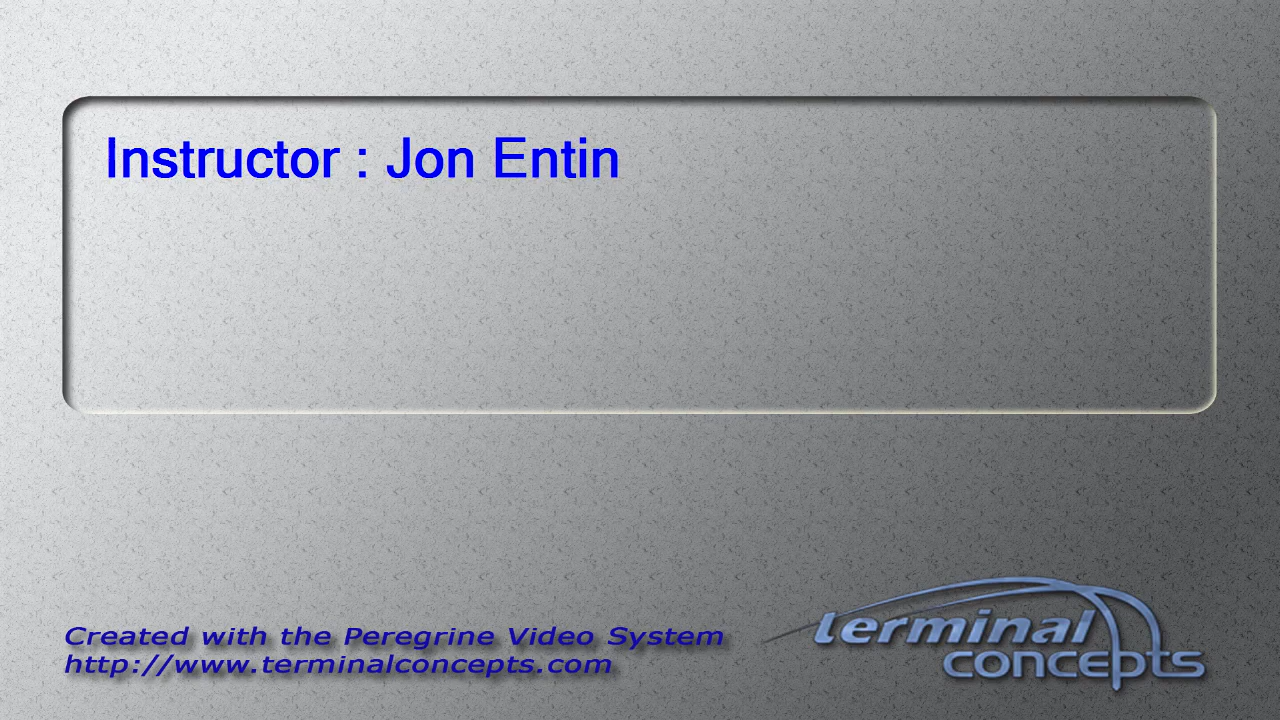 Instructor : Jon Entin
Created with the Peregrine Video System
http://www.terminalconcepts.com
terminal
concepts